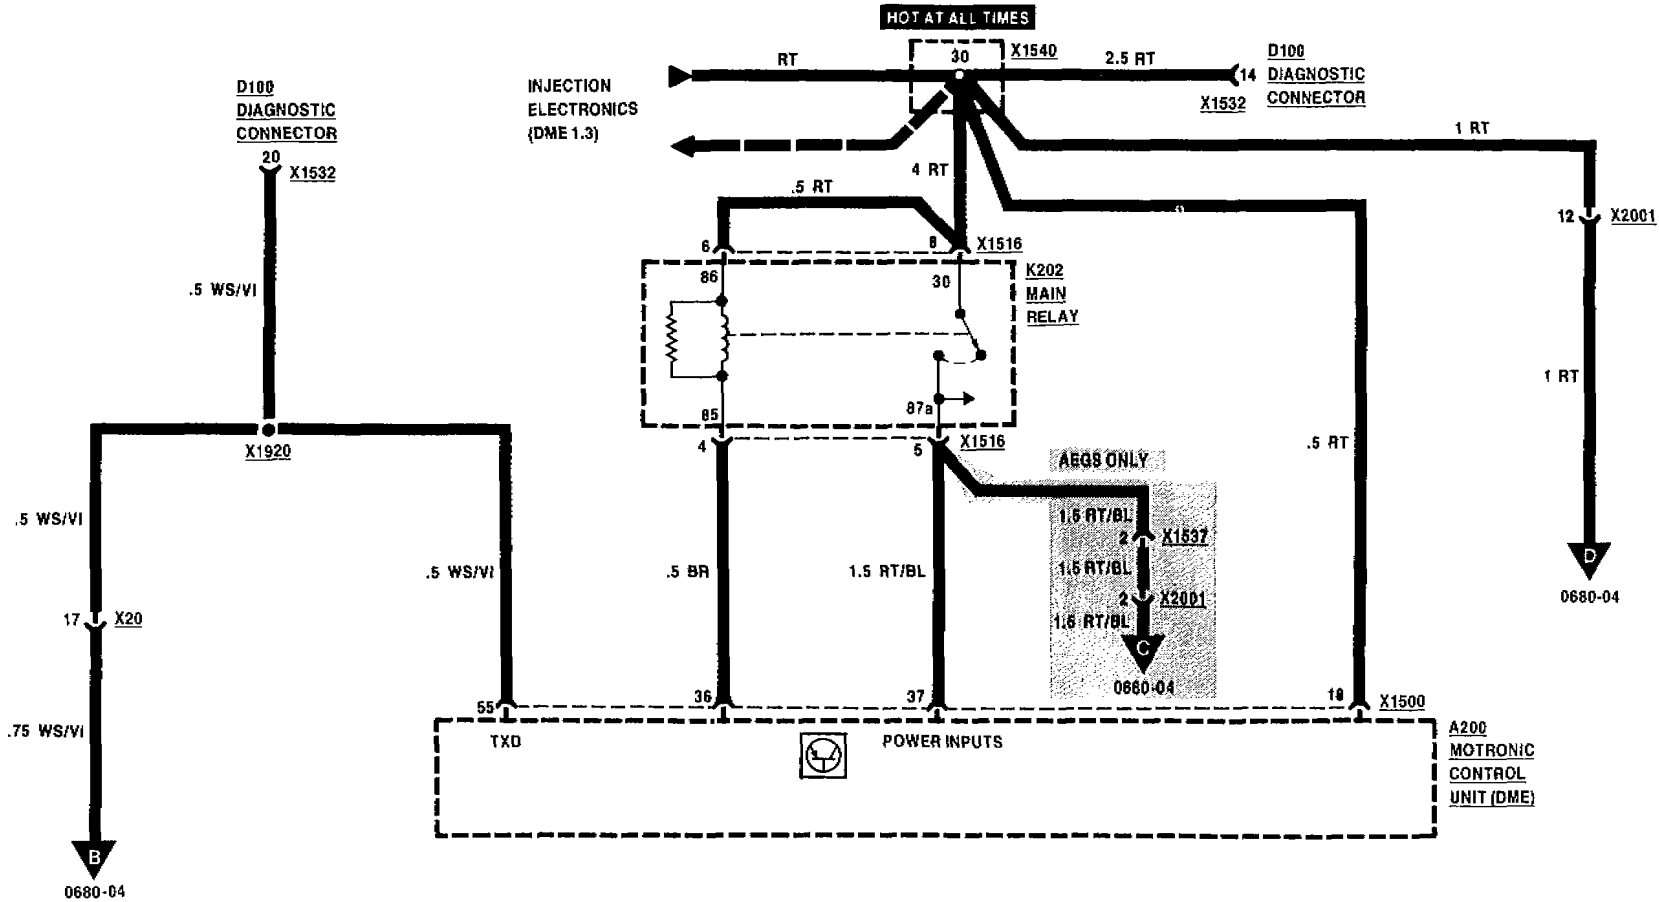 HOT AT ALL TIMES
30
X1540
RT
2.5 RT
14
X1532
D100
DIAGNOSTIC
CONNECTOR
INJECTION
ELECTRONICS
(DME 1.3)
D100
DIAGNOSTIC
CONNECTOR
20
X1532
1 RT
4 RT
.5 RT
12
X2001
6
8
X1516
86
30
K202
MAIN
RELAY
.5 WS/VI
1 RT
85
87a
X1920
4
5
X1516
.5 RT
AEGS ONLY
.5 WS/VI
1.5 RT/BL
2
X1537
.5 WS/VI
.5 BR
1.5 RT/BL
1.5 RT/BL
D
0680-04
2
X2001
17
X20
1.5 RT/BL
C
0680-04
55
36
37
18
X1500
.75 WS/VI
TXD
POWER INPUTS
A200
MOTRONIC
CONTROL
UNIT (DME)
B
0680-04